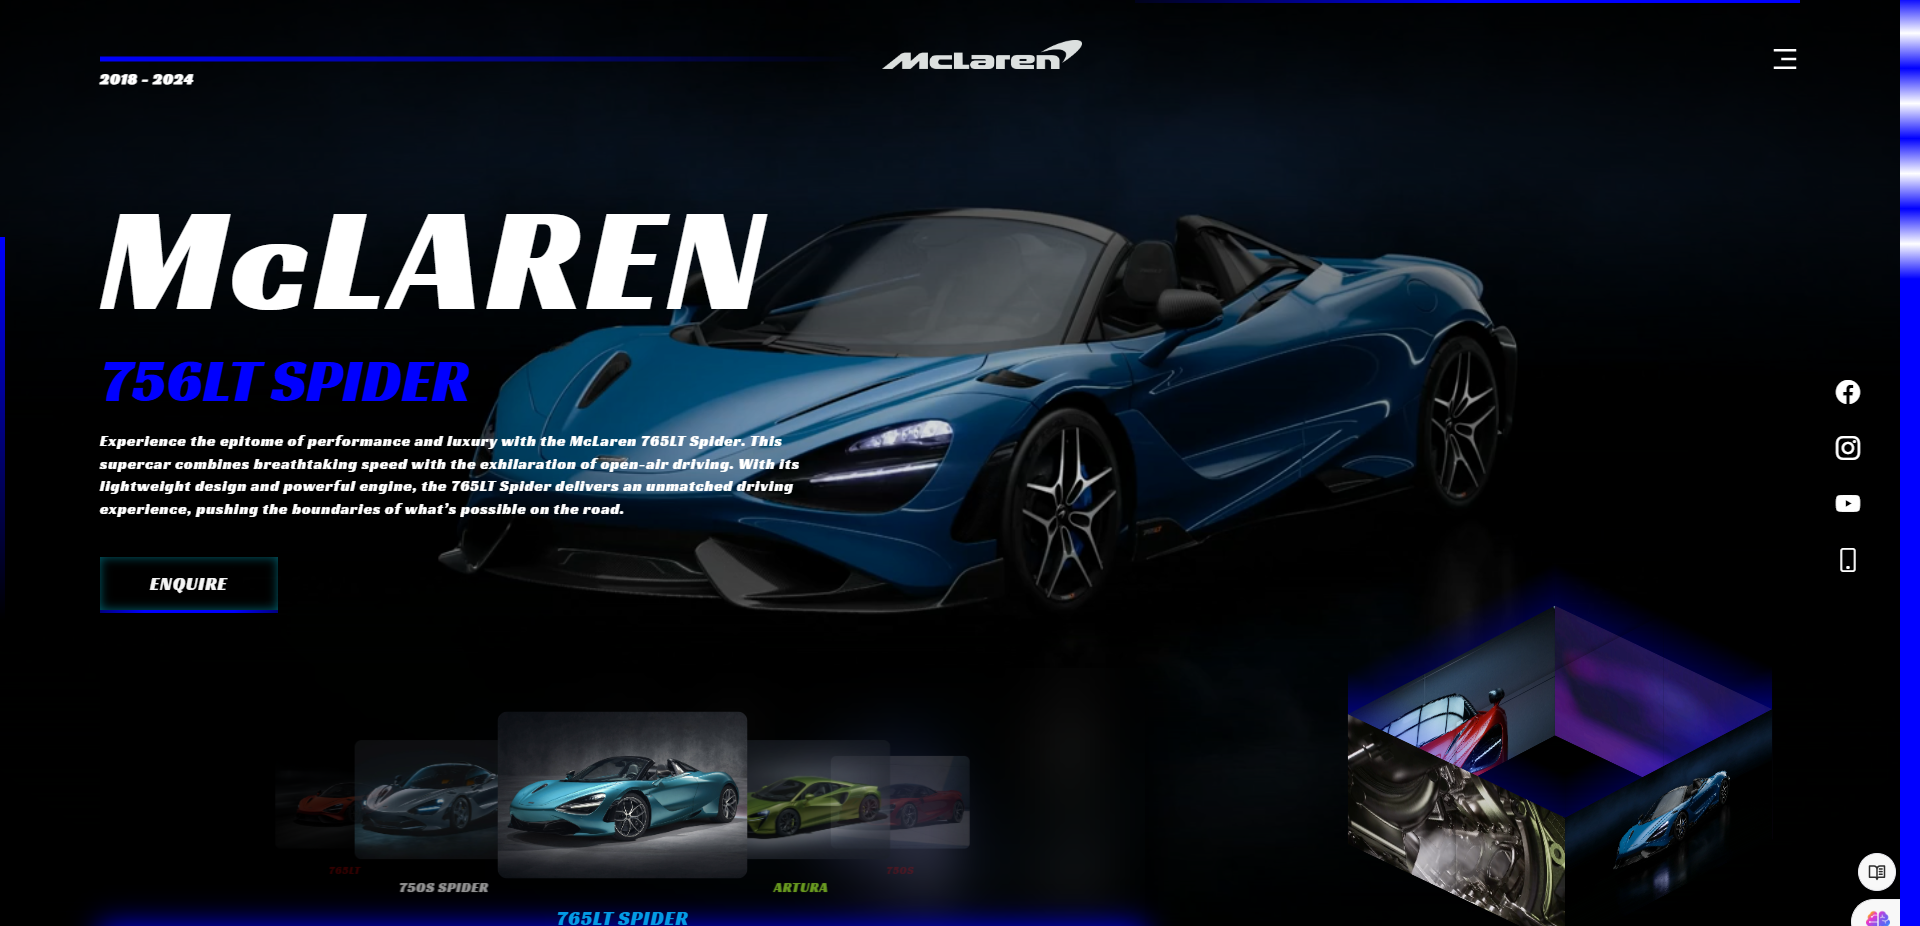 McLaren
2018 - 2024
McLAREN
756LT SPIDER
Experience the epitome of performance and luxury with the McLaren 765LT Spider. This
supercar combines breathtaking speed with the exhilaration of open-air driving. With its
lightweight design and powerful engine, the 765LT Spider delivers an unmatched driving
experience, pushing the boundaries of what's possible on the road.
ENQUIRE
765LT
750S SPIDER
765LT SPIDER
ARTURA
750S